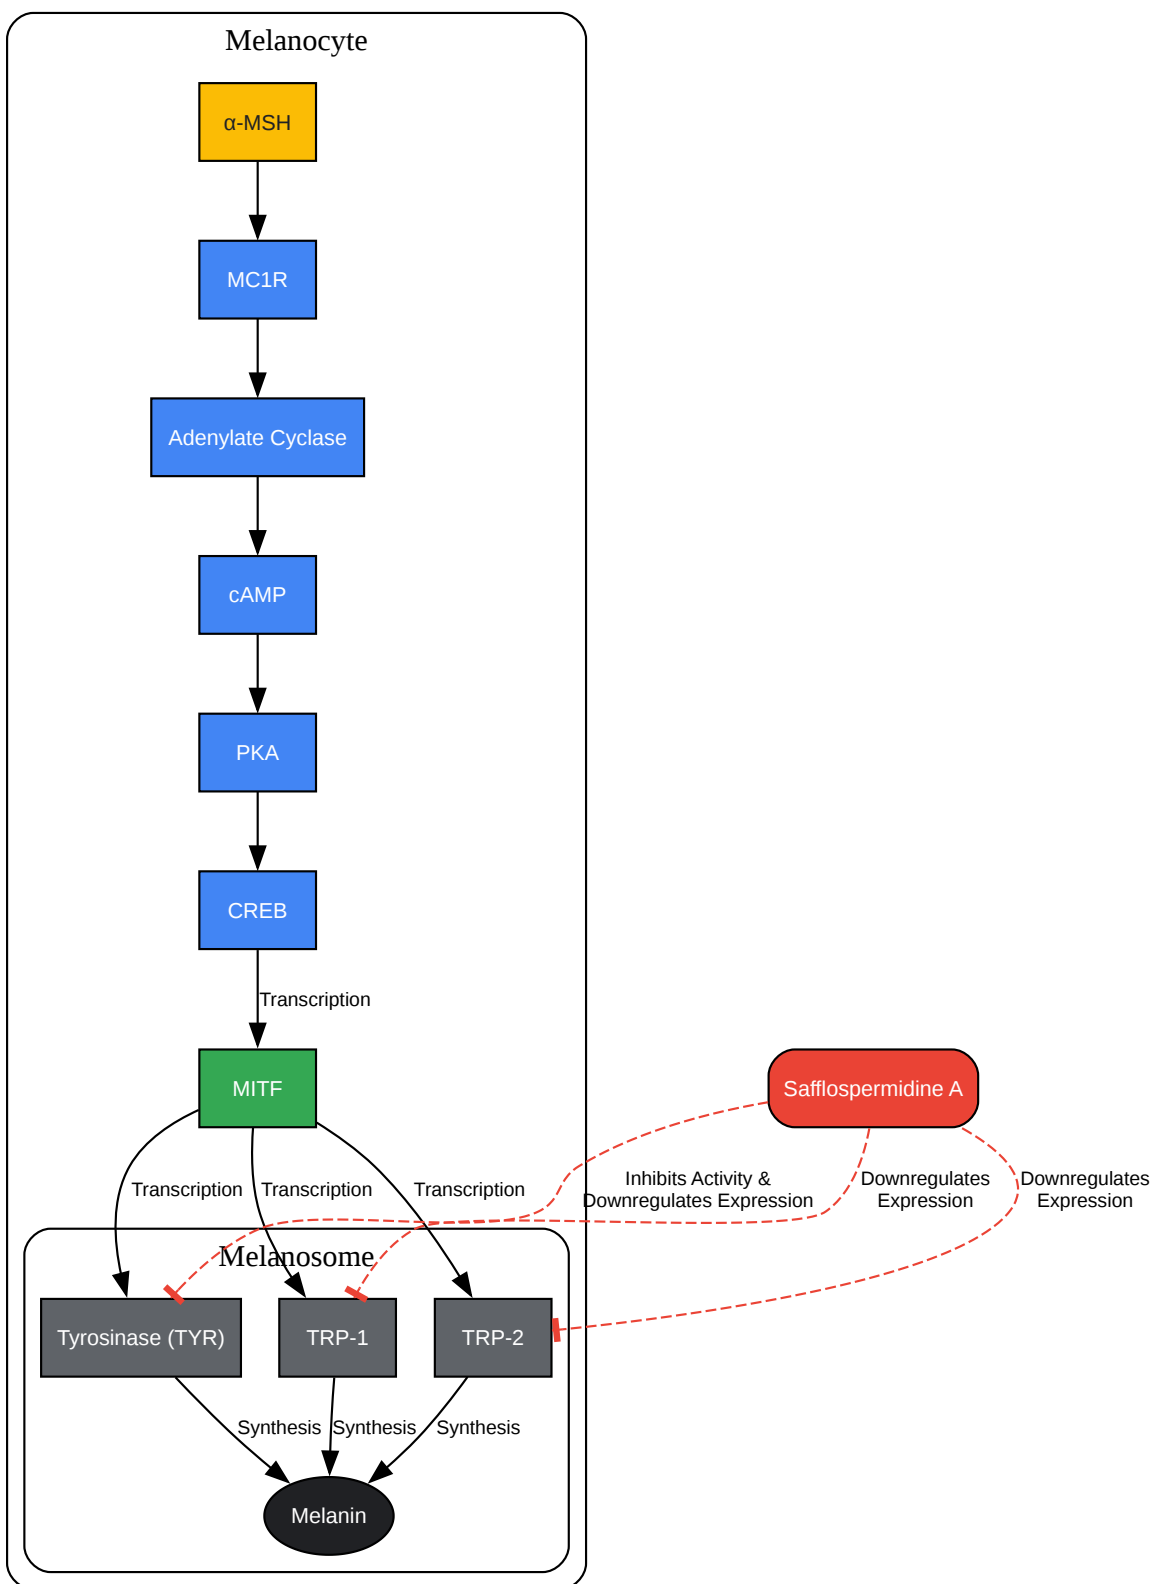 Melanocyte
α-MSH
MC1R
Adenylate Cyclase
cAMP
PKA
CREB
Transcription
MITF
Safflospermidine A
Transcription
Transcription
Transcription
Inhibits Activity &
Downregulates Expression
Downregulates
Expression
Downregulates
Expression
Melanosome
Tyrosinase (TYR)
TRP-1
TRP-2
Synthesis
Synthesis
Synthesis
Melanin